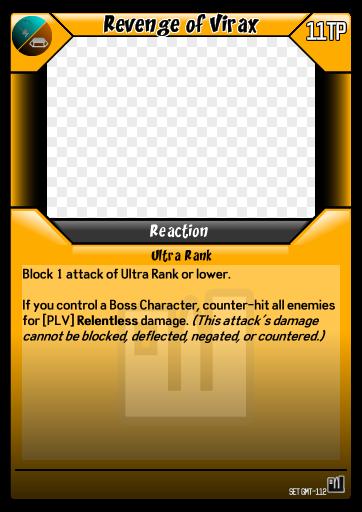 Revenge of Virax
11TP
Reaction
Ultra Rank
Block 1 attack of Ultra Rank or lower.
If you control a Boss Character, counter-hit all enemies
for [PLV] Relentless damage. (This attack's damage
cannot be blocked, deflected, negated, or countered.)
SET GMT-112